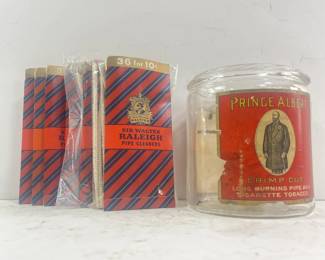 36 for 10¢
SIR WALTER
RALEIGH
PIPE CLEANERS
PRINCE ALBERT
CRIMP CUT
LONG BURNING PIPE AND
CIGARETTE TOBACCO